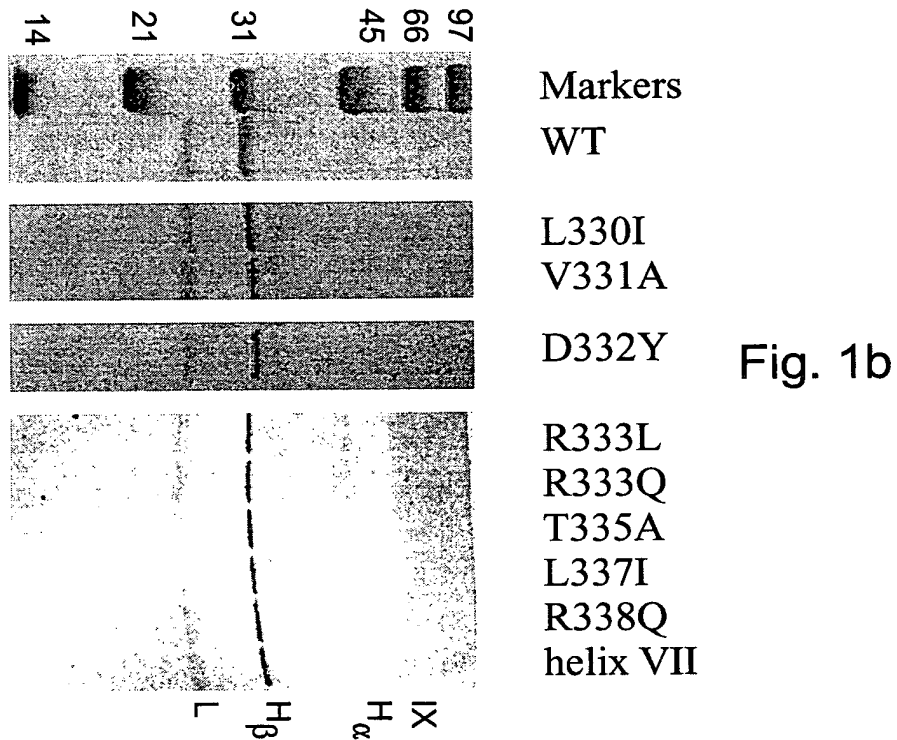 14 21 31 45 66 97
Markers
WT
L330I
V331A
D332Y
Fig. 1b
R333L
R333Q
T335A
L337I
R338Q
helix VII
L Hβ Hα IX